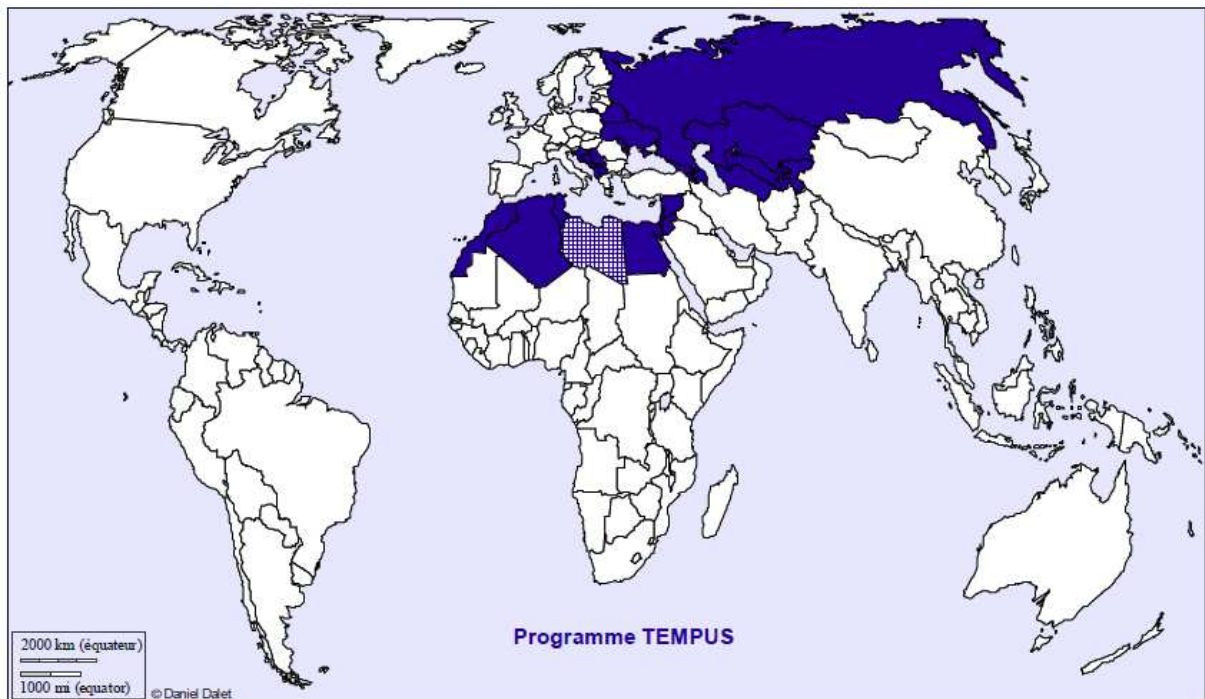 Programme TEMPUS
2000 km (équateur)
1000 mi (equator)
© Daniel Dalet